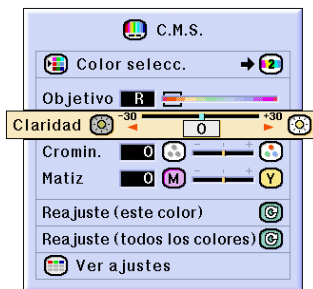 C.M.S.
Color selecc. 2
Objetivo R
Claridad -30 0 +30
Cromin. 0 - +
Matiz 0 M - + Y
Reajuste (este color)
Reajuste (todos los colores)
Ver ajustes